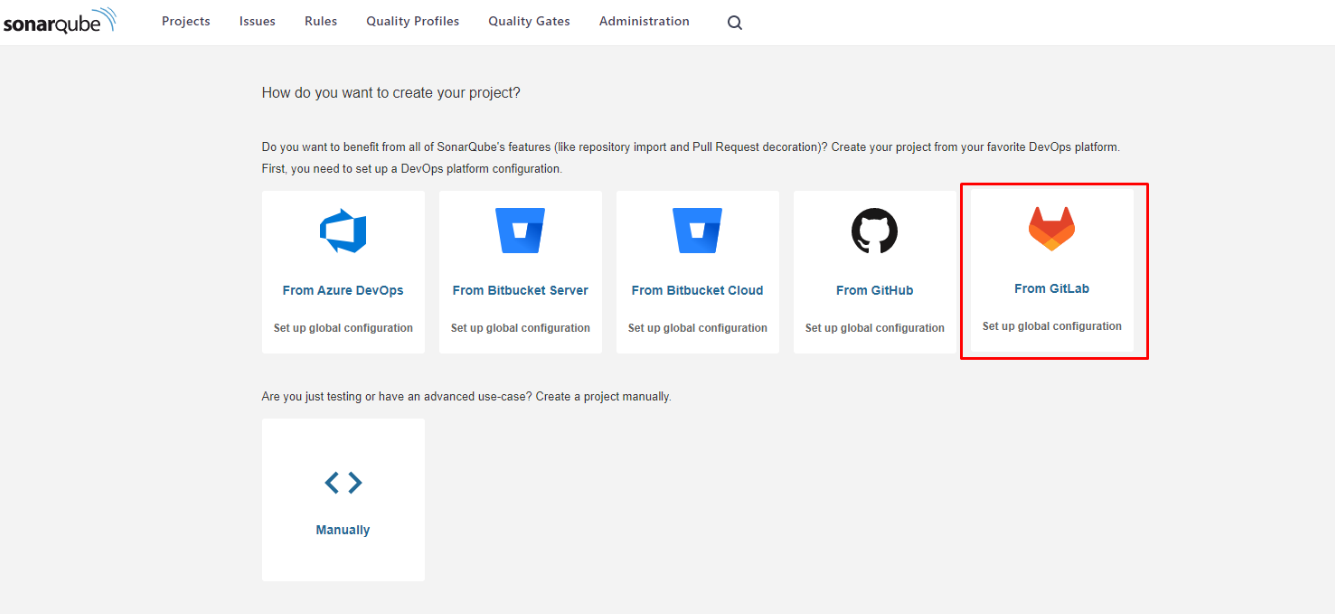 sonarqube Projects Issues Rules Quality Profiles Quality Gates Administration
How do you want to create your project?
Do you want to benefit from all of SonarQube's features (like repository import and Pull Request decoration)? Create your project from your favorite DevOps platform.
First, you need to set up a DevOps platform configuration.
From Azure DevOps From Bitbucket Server From Bitbucket Cloud From GitHub From GitLab
Set up global configuration Set up global configuration Set up global configuration Set up global configuration Set up global configuration
Are you just testing or have an advanced use-case? Create a project manually.
Manually